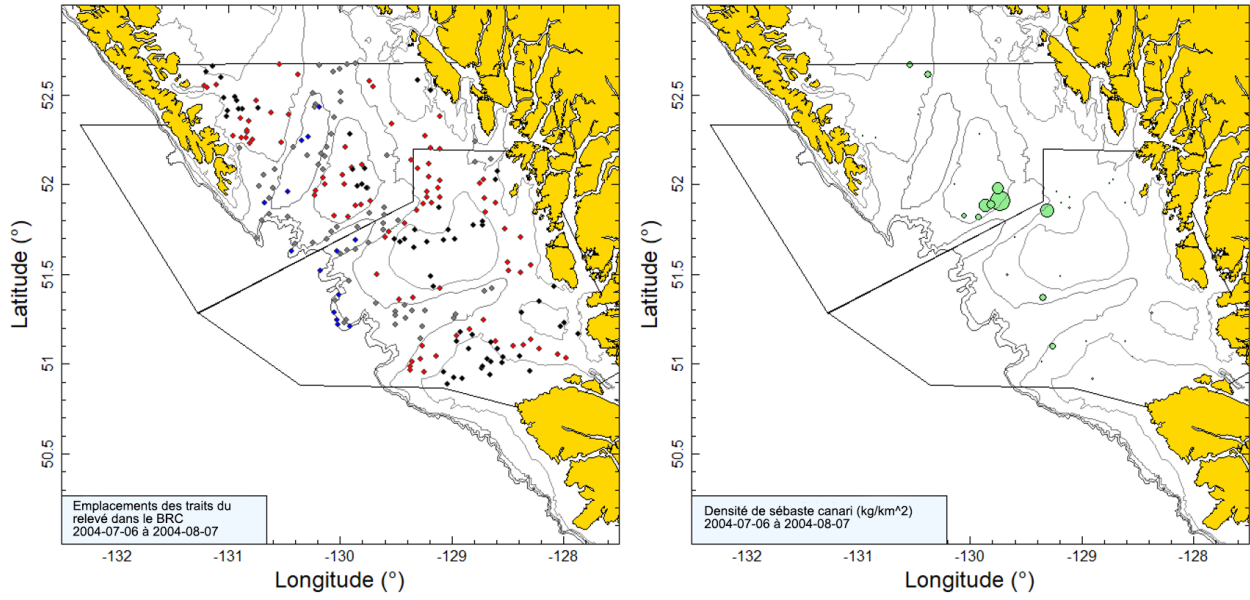 52.5
52
51.5
51
50.5
Latitude (°)
Emplacements des traits du
relevé dans le BRC
2004-07-06 à 2004-08-07
-132
-131
-130
-129
-128
Longitude (°)
52.5
52
51.5
51
50.5
Latitude (°)
Densité de sébaste canari (kg/km^2)
2004-07-06 à 2004-08-07
-132
-131
-130
-129
-128
Longitude (°)